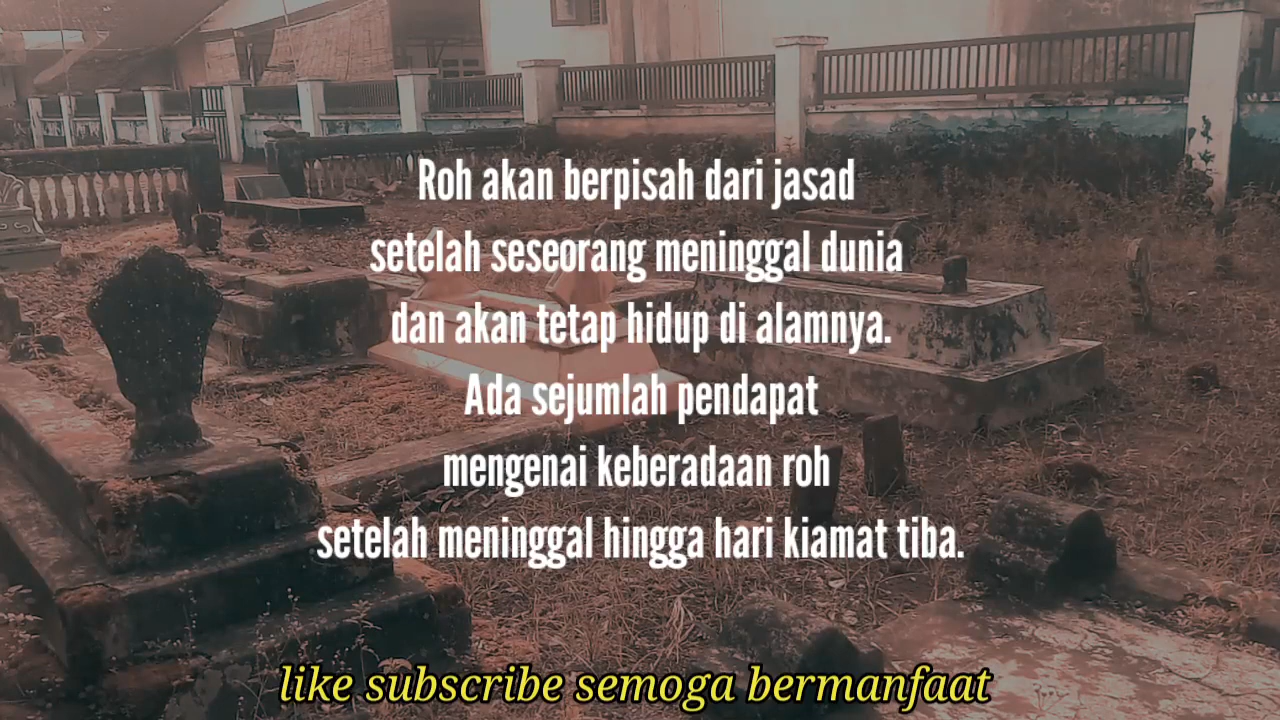 Roh akan berpisah dari jasad
setelah seseorang meninggal dunia
dan akan tetap hidup di alamnya.
Ada sejumlah pendapat
mengenai keberadaan roh
setelah meninggal hingga hari kiamat tiba.
like subscribe semoga bermanfaat